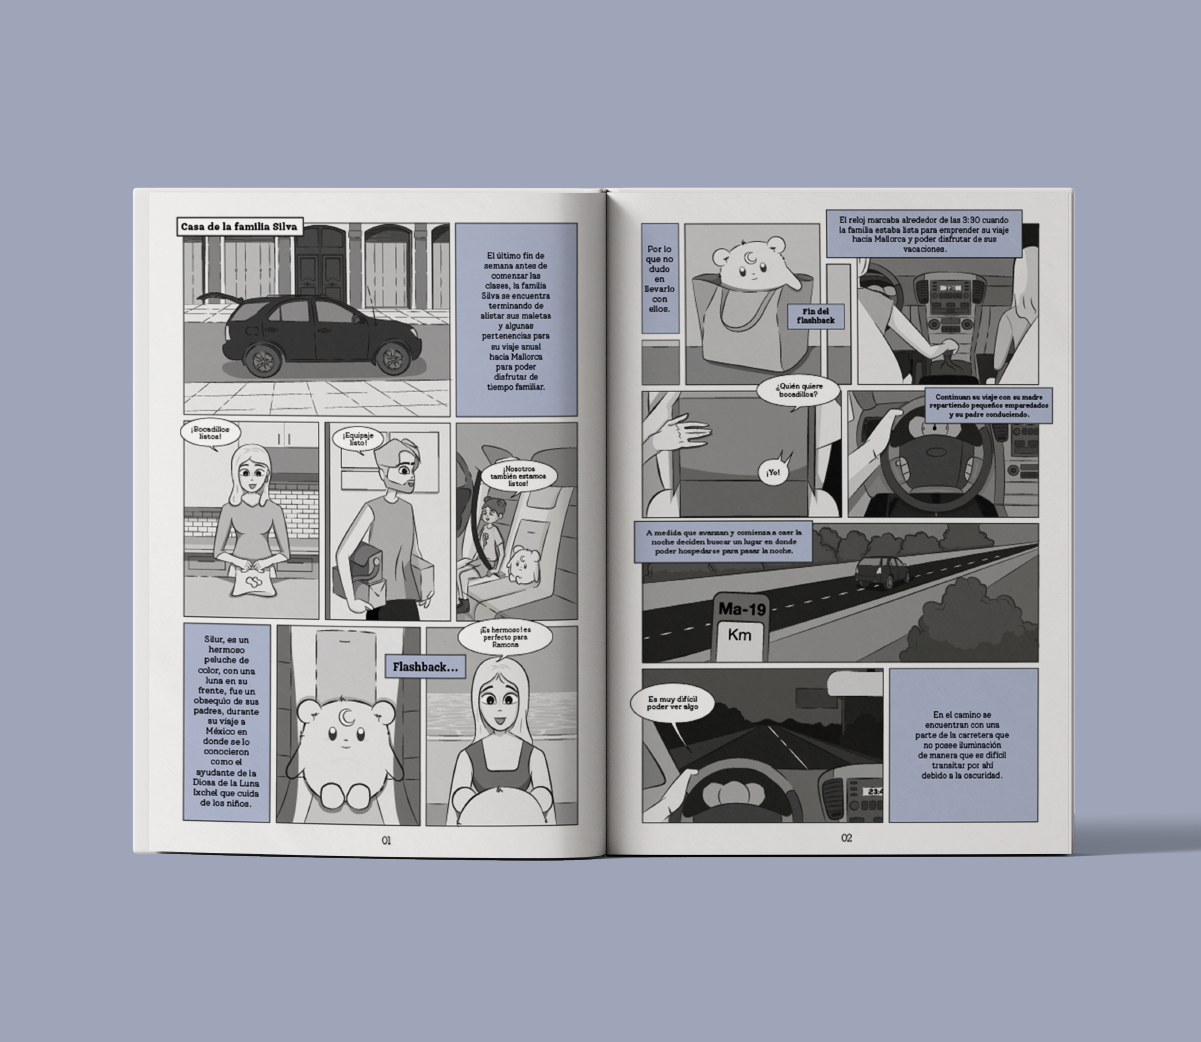 Casa de la familia Silva
El último fin de
semana antes de
comenzar las
clases, la familia
Silva se encuentra
terminando de
alistar sus maletas
y algunas
pertenencias para
su viaje anual
hacia Mallorca
para poder
disfrutar de
tiempo familiar.
¡Bocadillos
listos!
¡Equipaje
listo!
¡Nosotros
también estamos
listos!
Silur, es un
hermoso
peluche de
color, con una
luna en su
frente, fue un
obsequio de sus
padres, durante
su viaje a
México en
donde se lo
conocieron
como el
ayudante de la
Diosa de la Luna
Ixchel que cuida
de los niños.
Flashback...
¡Es hermoso! es
perfecto para
Ramona
01
Por lo
que no
dudo
en
llevarlo
con
ellos.
Fin del
flashback
El reloj marcaba alrededor de las 3:30 cuando
la familia estaba lista para emprender su viaje
hacia Mallorca y poder disfrutar de sus
vacaciones.
¿Quién quiere
bocadillos?
¡Yo!
Continuan su viaje con su madre
repartiendo pequeños emparedados
y su padre conduciendo.
A medida que avanzan y comienza a caer la
noche deciden buscar un lugar en donde
poder hospedarse para pasar la noche.
Ma-19
Km
Es muy difícil
poder ver algo
23:4
En el camino se
encuentran con una
parte de la carretera que
no posee iluminación
de manera que es difícil
transitar por ahí
debido a la oscuridad.
02